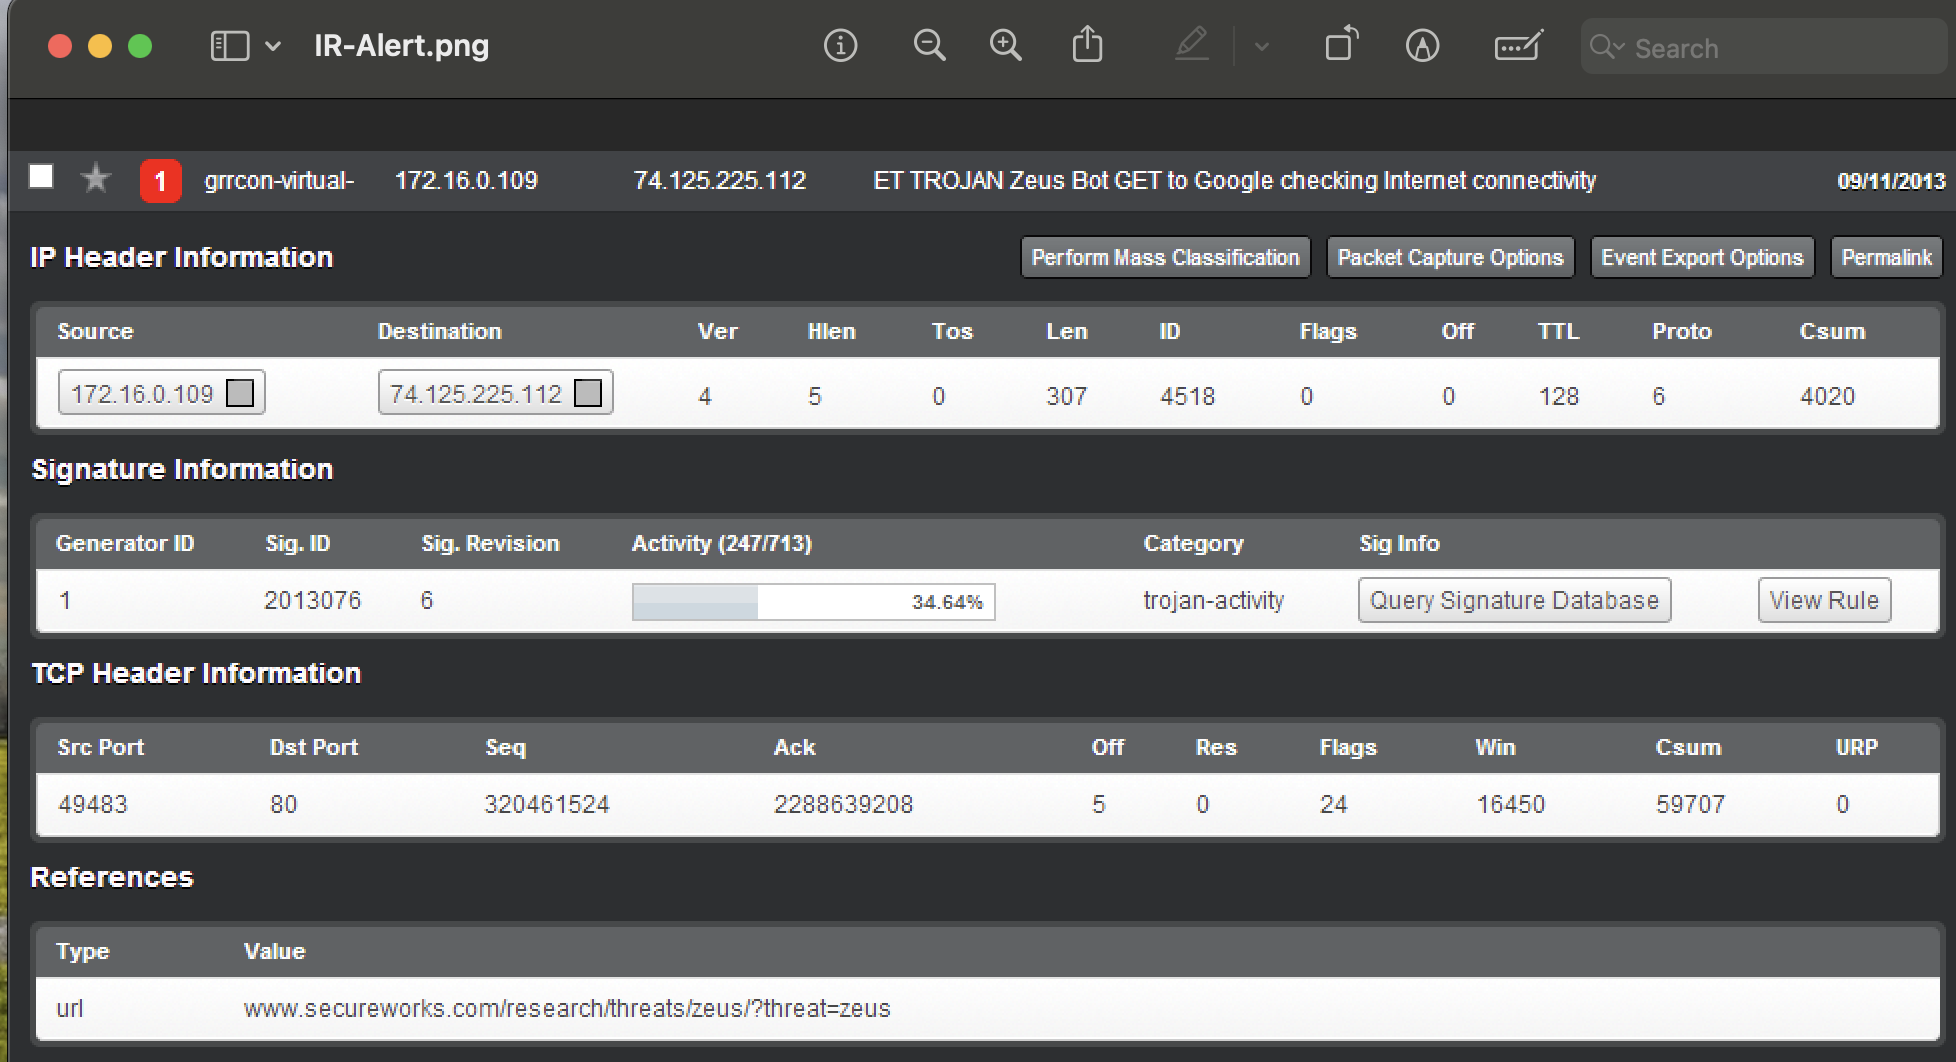 IR-Alert.png
Search
1 grrcon-virtual- 172.16.0.109 74.125.225.112 ET TROJAN Zeus Bot GET to Google checking Internet connectivity 09/11/2013
IP Header Information Perform Mass Classification Packet Capture Options Event Export Options Permalink
Source Destination Ver Hlen Tos Len ID Flags Off TTL Proto Csum
172.16.0.109 74.125.225.112 4 5 0 307 4518 0 0 128 6 4020
Signature Information
Generator ID Sig. ID Sig. Revision Activity (247/713) Category Sig Info
1 2013076 6 34.64% trojan-activity Query Signature Database View Rule
TCP Header Information
Src Port Dst Port Seq Ack Off Res Flags Win Csum URP
49483 80 320461524 2288639208 5 0 24 16450 59707 0
References
Type Value
url www.secureworks.com/research/threats/zeus/?threat=zeus